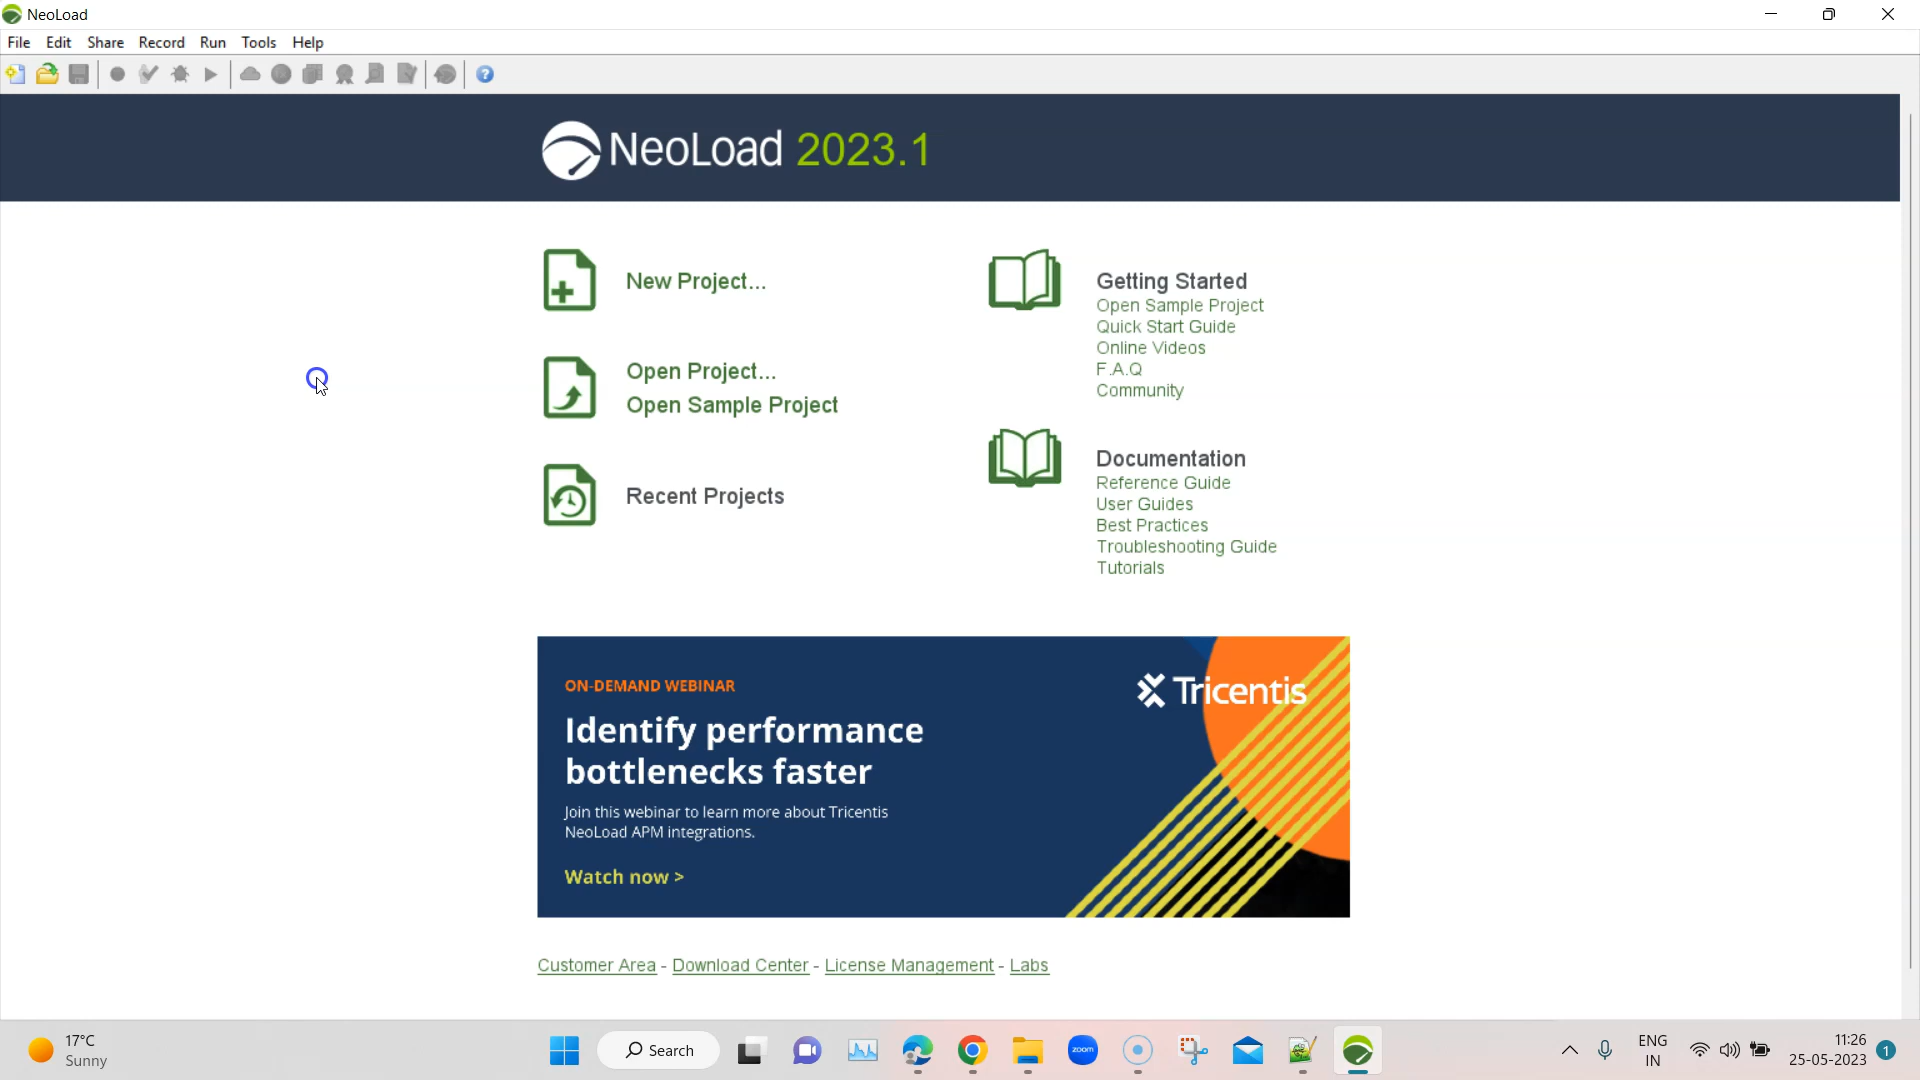 NeoLoad
File Edit Share Record Run Tools Help
NeoLoad 2023.1
New Project...
Open Project...
Open Sample Project
Recent Projects
Getting Started
Open Sample Project
Quick Start Guide
Online Videos
F.A.Q
Community
Documentation
Reference Guide
User Guides
Best Practices
Troubleshooting Guide
Tutorials
ON-DEMAND WEBINAR
Tricentis
Identify performance
bottlenecks faster
Join this webinar to learn more about Tricentis
NeoLoad APM integrations.
Watch now >
Customer Area - Download Center - License Management - Labs
17°C
Sunny
Search
zoom
ENG
IN
11:26
25-05-2023
1